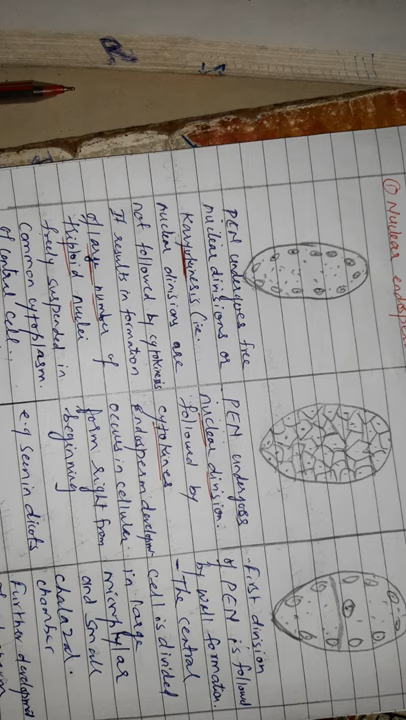 ① Nuclear endosp
PEN undergoes free
nuclear divisions or
Karyokinesis (i.e.
nuclear divisions are
not followed by cytokinesis
It results in formation
of large number of
triploid nuclei
freely suspended in
Common cytoplasm
of central cell..
- PEN undergoes
nuclear division.
followed by
cytokines
endosperm develop
occurs in cellular
form right from
beginning
e.g seen in dicots
- First division
of PEN is followed
by wall formation.
- The central
cell is divided
in large
micropylar
and small
chalazal
chamber
Further development